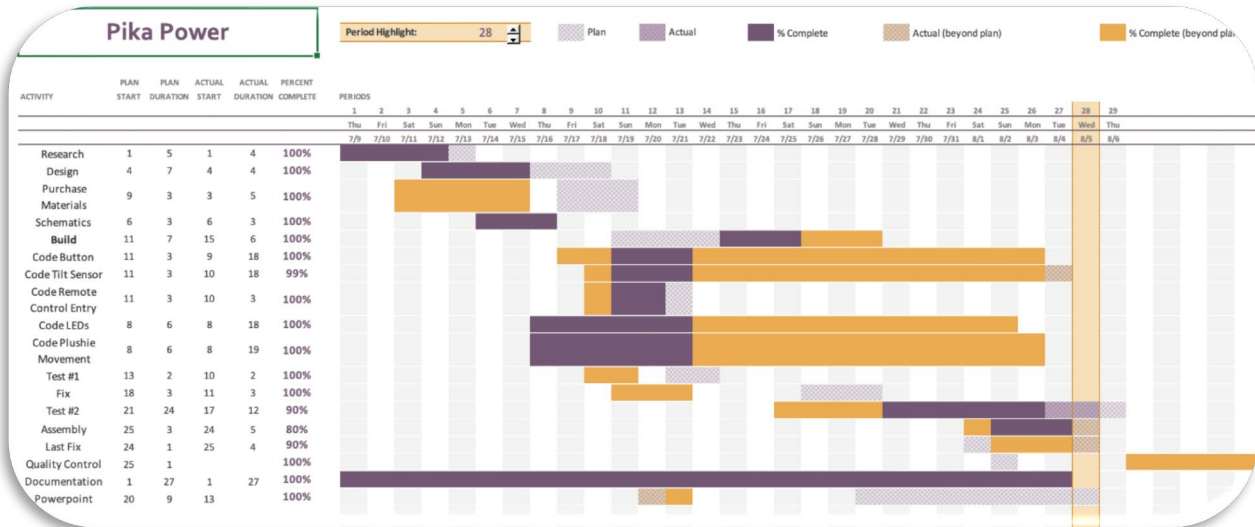 Pika Power
Period Highlight: 28 Plan Actual % Complete Actual (beyond plan) % Complete (beyond plan
PLAN PLAN ACTUAL ACTUAL PERCENT
ACTIVITY START DURATION START DURATION COMPLETE PERIODS
1 2 3 4 5 6 7 8 9 10 11 12 13 14 15 16 17 18 19 20 21 22 23 24 25 26 27 28 29
Thu Fri Sat Sun Mon Tue Wed Thu Fri Sat Sun Mon Tue Wed Thu Fri Sat Sun Mon Tue Wed Thu Fri Sat Sun Mon Tue Wed Thu
7/9 7/10 7/11 7/12 7/13 7/14 7/15 7/16 7/17 7/18 7/19 7/20 7/21 7/22 7/23 7/24 7/25 7/26 7/27 7/28 7/29 7/30 7/31 8/1 8/2 8/3 8/4 8/5 8/6
Research 1 5 1 4 100%
Design 4 7 4 4 100%
Purchase
Materials 9 3 3 5 100%
Schematics 6 3 6 3 100%
Build 11 7 15 6 100%
Code Button 11 3 9 18 100%
Code Tilt Sensor 11 3 10 18 99%
Code Remote
Control Entry 11 3 10 3 100%
Code LEDs 8 6 8 18 100%
Code Plushie
Movement 8 6 8 19 100%
Test #1 13 2 10 2 100%
Fix 18 3 11 3 100%
Test #2 21 24 17 12 90%
Assembly 25 3 24 5 80%
Last Fix 24 1 25 4 90%
Quality Control 25 1 100%
Documentation 1 27 1 27 100%
Powerpoint 20 9 13 100%